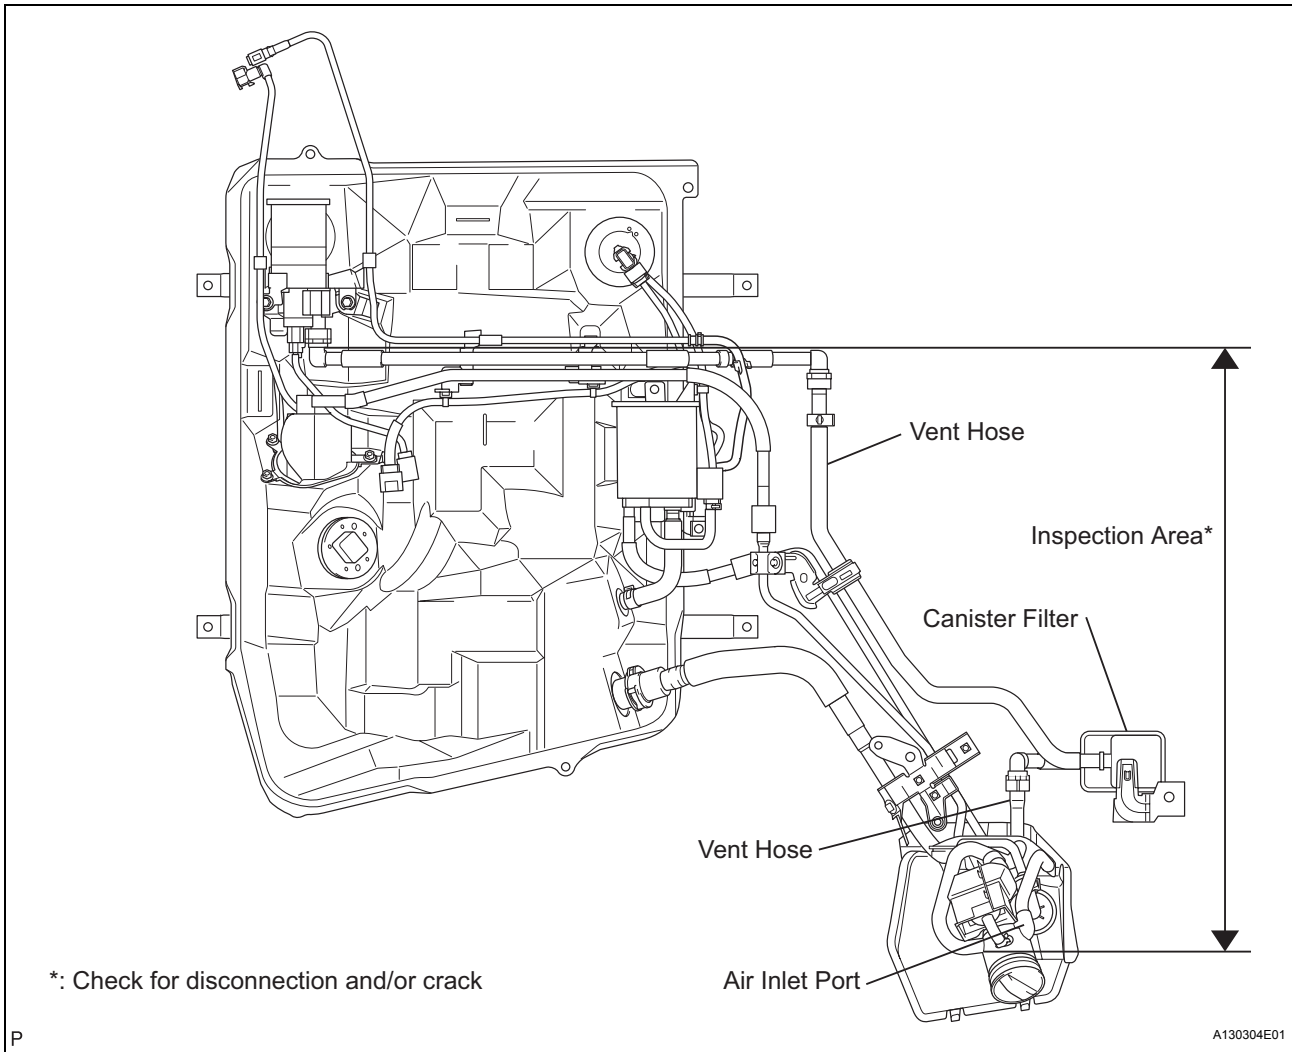 Vent Hose
Inspection Area*
Canister Filter
Vent Hose
Air Inlet Port
*: Check for disconnection and/or crack
P
A130304E01